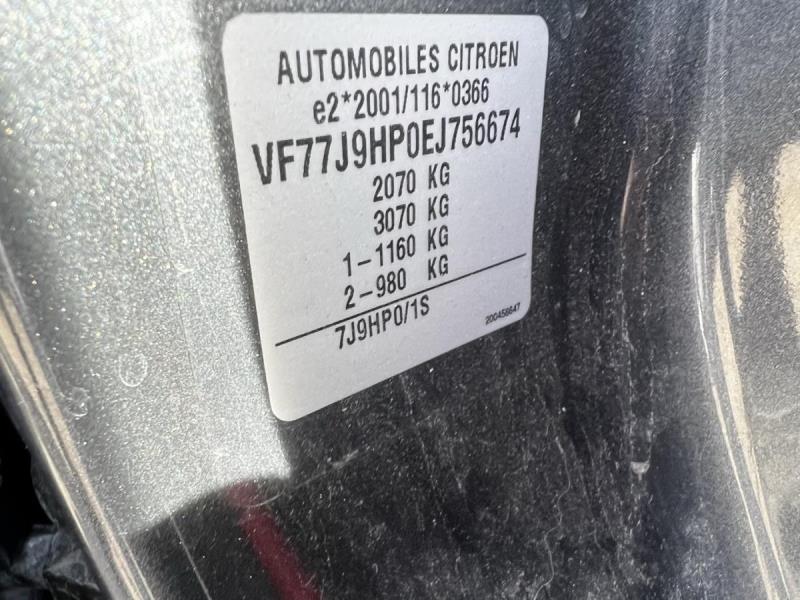 AUTOMOBILES CITROEN
e2*2001/116*0366
VF77J9HP0EJ756674
2070 KG
3070 KG
1-1160 KG
2-980 KG
7J9HP0/1S
200458647